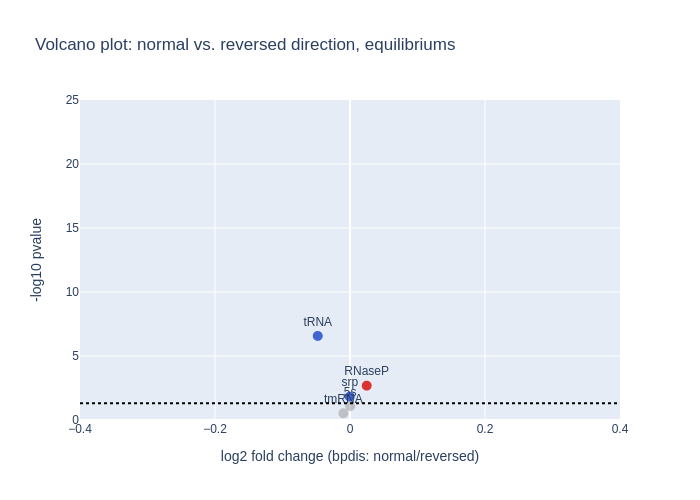 Volcano plot: normal vs. reversed direction, equilibriums
25
20
15
10
5
0
-log10 pvalue
tRNA
RNaseP
srp
5s
tmRNA
−0.4
−0.2
0
0.2
0.4
log2 fold change (bpdis: normal/reversed)